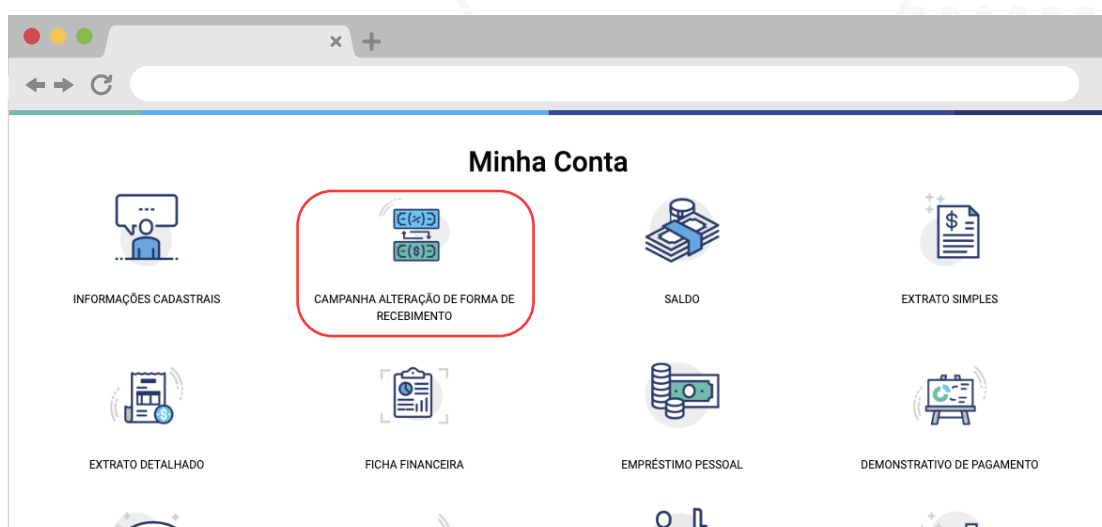 Minha Conta
INFORMAÇÕES CADASTRAIS
CAMPANHA ALTERAÇÃO DE FORMA DE
RECEBIMENTO
SALDO
$
EXTRATO SIMPLES
EXTRATO DETALHADO
FICHA FINANCEIRA
EMPRÉSTIMO PESSOAL
DEMONSTRATIVO DE PAGAMENTO